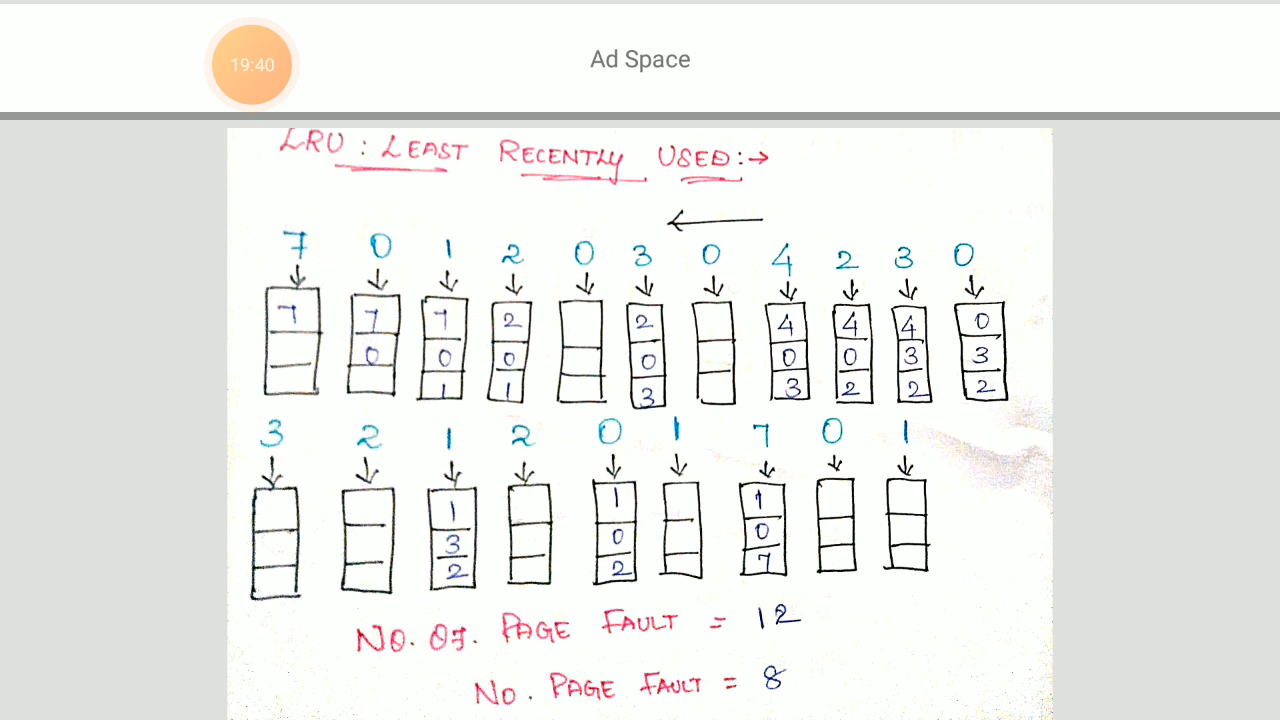 19:40
Ad Space
LRU : LEAST RECENTLY USED :→
←
7 0 1 2 0 3 0 4 2 3 0
↓ ↓ ↓ ↓ ↓ ↓ ↓ ↓ ↓ ↓ ↓
7 7 7 2 2 4 4 4 0
0 0 0 0 0 0 3 3
1 1 3 3 2 2 2
3 2 1 2 0 1 7 0 1
↓ ↓ ↓ ↓ ↓ ↓ ↓ ↓ ↓
1 1 1
3 0 0
2 2 7
NO. OF. PAGE FAULT = 12
NO. PAGE FAULT = 8